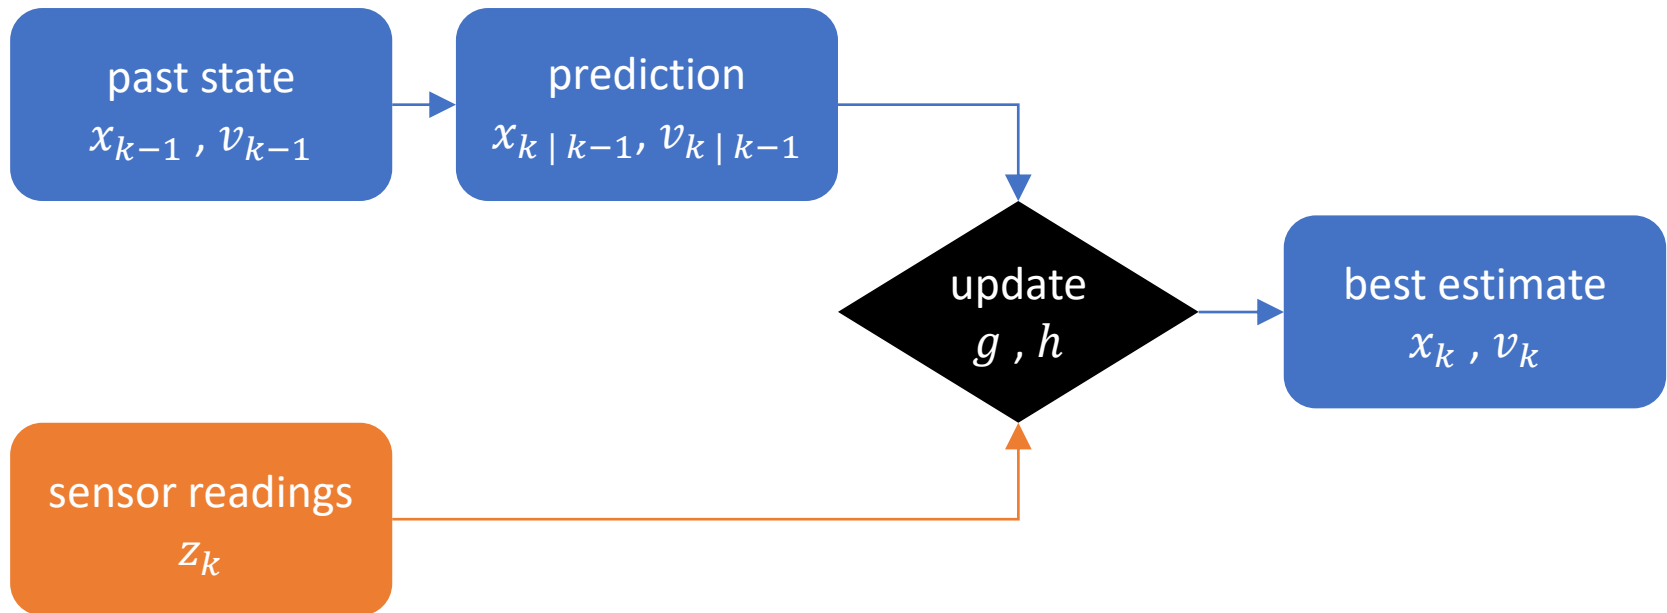 past state
x_{k−1} , v_{k−1}
prediction
x_{k | k−1}, v_{k | k−1}
update
g , h
best estimate
x_k , v_k
sensor readings
z_k